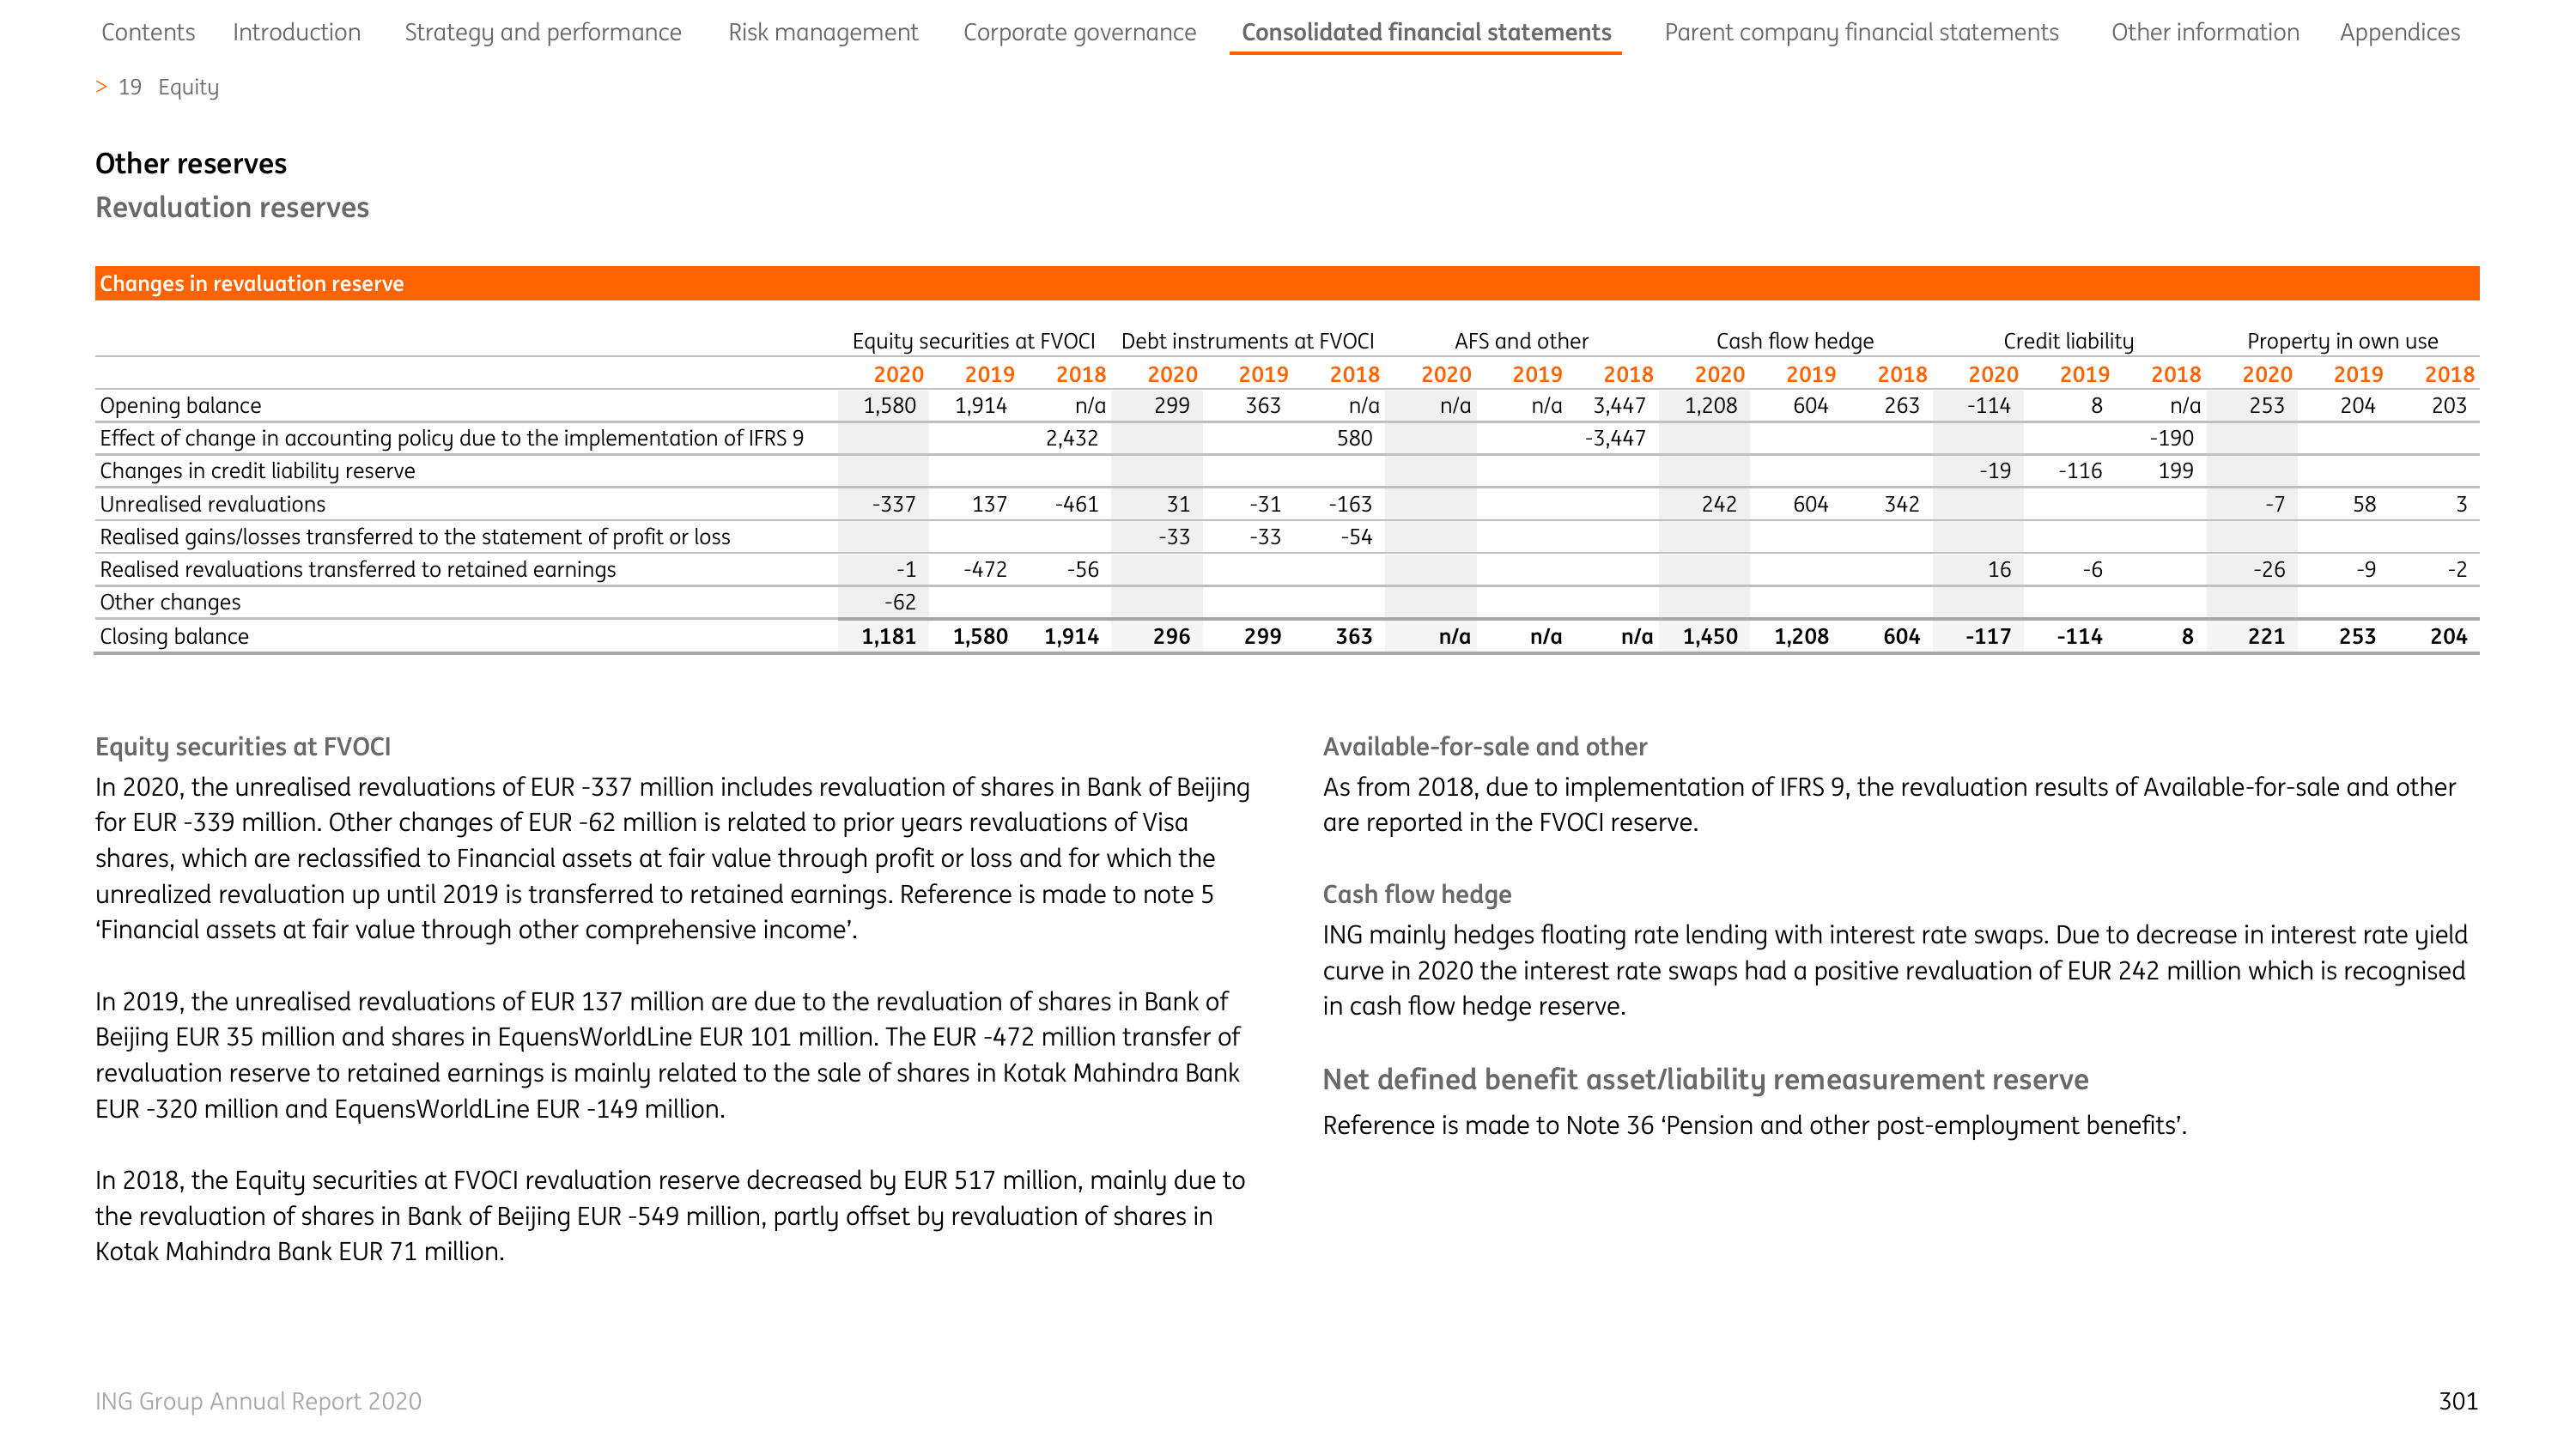 Contents Introduction Strategy and performance Risk management Corporate governance Consolidated financial statements Parent company financial statements Other information Appendices
> 19 Equity
Other reserves
Revaluation reserves
Changes in revaluation reserve
Equity securities at FVOCI Debt instruments at FVOCI AFS and other Cash flow hedge Credit liability Property in own use
2020 2019 2018 2020 2019 2018 2020 2019 2018 2020 2019 2018 2020 2019 2018 2020 2019 2018
Opening balance 1,580 1,914 n/a 299 363 n/a n/a n/a 3,447 1,208 604 263 -114 8 n/a 253 204 203
Effect of change in accounting policy due to the implementation of IFRS 9 2,432 580 -3,447 -190
Changes in credit liability reserve -19 -116 199
Unrealised revaluations -337 137 -461 31 -31 -163 242 604 342 -7 58 3
Realised gains/losses transferred to the statement of profit or loss -33 -33 -54
Realised revaluations transferred to retained earnings -1 -472 -56 16 -6 -26 -9 -2
Other changes -62
Closing balance 1,181 1,580 1,914 296 299 363 n/a n/a n/a 1,450 1,208 604 -117 -114 8 221 253 204
Equity securities at FVOCI
In 2020, the unrealised revaluations of EUR -337 million includes revaluation of shares in Bank of Beijing
for EUR -339 million. Other changes of EUR -62 million is related to prior years revaluations of Visa
shares, which are reclassified to Financial assets at fair value through profit or loss and for which the
unrealized revaluation up until 2019 is transferred to retained earnings. Reference is made to note 5
‘Financial assets at fair value through other comprehensive income’.
In 2019, the unrealised revaluations of EUR 137 million are due to the revaluation of shares in Bank of
Beijing EUR 35 million and shares in EquensWorldLine EUR 101 million. The EUR -472 million transfer of
revaluation reserve to retained earnings is mainly related to the sale of shares in Kotak Mahindra Bank
EUR -320 million and EquensWorldLine EUR -149 million.
In 2018, the Equity securities at FVOCI revaluation reserve decreased by EUR 517 million, mainly due to
the revaluation of shares in Bank of Beijing EUR -549 million, partly offset by revaluation of shares in
Kotak Mahindra Bank EUR 71 million.
Available-for-sale and other
As from 2018, due to implementation of IFRS 9, the revaluation results of Available-for-sale and other
are reported in the FVOCI reserve.
Cash flow hedge
ING mainly hedges floating rate lending with interest rate swaps. Due to decrease in interest rate yield
curve in 2020 the interest rate swaps had a positive revaluation of EUR 242 million which is recognised
in cash flow hedge reserve.
Net defined benefit asset/liability remeasurement reserve
Reference is made to Note 36 ‘Pension and other post-employment benefits’.
ING Group Annual Report 2020
301